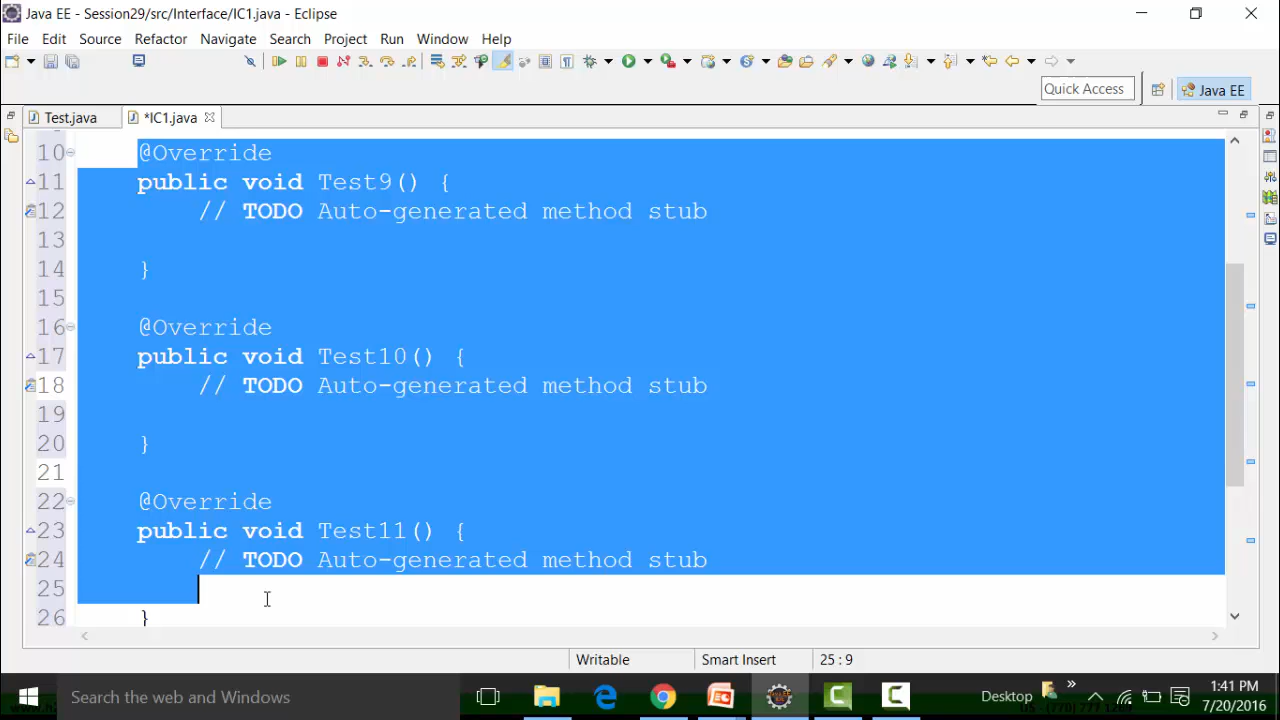 Java EE - Session29/src/Interface/IC1.java - Eclipse
File Edit Source Refactor Navigate Search Project Run Window Help
Quick Access Java EE
Test.java *IC1.java
10 @Override
11 public void Test9() {
12 // TODO Auto-generated method stub
13
14 }
15
16 @Override
17 public void Test10() {
18 // TODO Auto-generated method stub
19
20 }
21
22 @Override
23 public void Test11() {
24 // TODO Auto-generated method stub
25
26 }
Writable Smart Insert 25 : 9
Search the web and Windows
Desktop
1:41 PM
7/20/2016